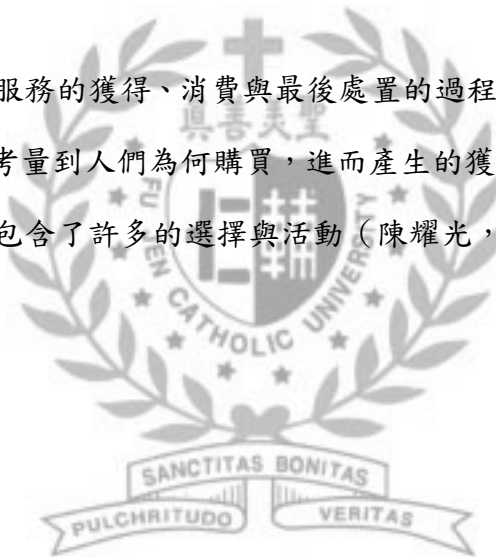 服務的獲得、消費與最後處置的過程
真善美聖
考量到人們為何購買,進而產生的獲
包含了許多的選擇與活動(陳耀光,
FU JEN CATHOLIC UNIVERSITY
SANCTITAS BONITAS
PULCHRITUDO VERITAS